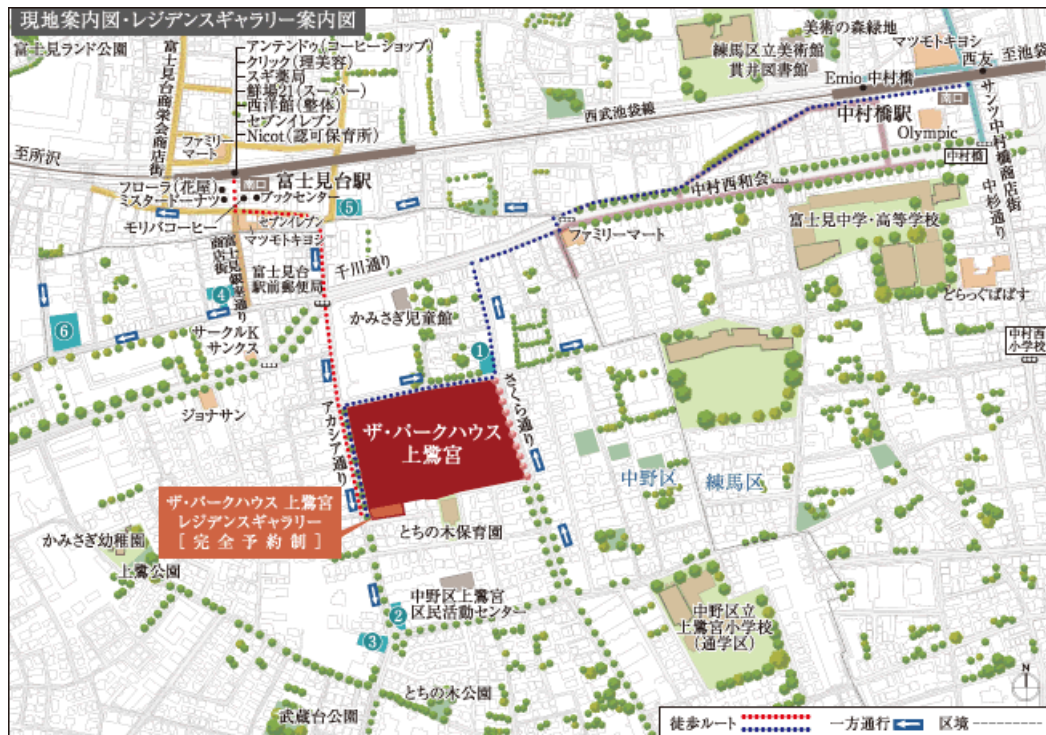 現地案内図・レジデンスギャラリー案内図
富士見ランド公園
富士見台商栄会商店街
アンテンドゥ(コーヒーショップ)
クリック(理美容)
スギ薬局
鮮場21(スーパー)
西洋館(整体)
セブンイレブン
Nicot(認可保育所)
ファミリー
マート
至所沢
フローラ(花屋)
ミスタードーナツ
モリバコーヒー
南口
富士見台駅
ブックセンター
セブンイレブン
マツモトキヨシ
富士見銀座通り
商店街
富士見台
駅前郵便局
千川通り
西武池袋線
美術の森緑地
練馬区立美術館
貫井図書館
マツモトキヨシ
西友
至池袋
Emio 中村橋
中村橋駅
南口
Olympic
中村橋
サンツ中村橋商店街
中杉通り
中村西和会
ファミリーマート
富士見中学・高等学校
どらっぐぱぱす
中村西
小学校
かみさぎ児童館
サークルK
サンクス
ジョナサン
アカシア通り
さくら通り
①
②
③
④
⑤
⑥
ザ・パークハウス
上鷺宮
中野区
練馬区
ザ・パークハウス 上鷺宮
レジデンスギャラリー
[完全予約制]
とちの木保育園
かみさぎ幼稚園
上鷺公園
中野区上鷺宮
区民活動センター
中野区立
上鷺宮小学校
(通学区)
とちの木公園
武蔵台公園
N
徒歩ルート
一方通行
区境